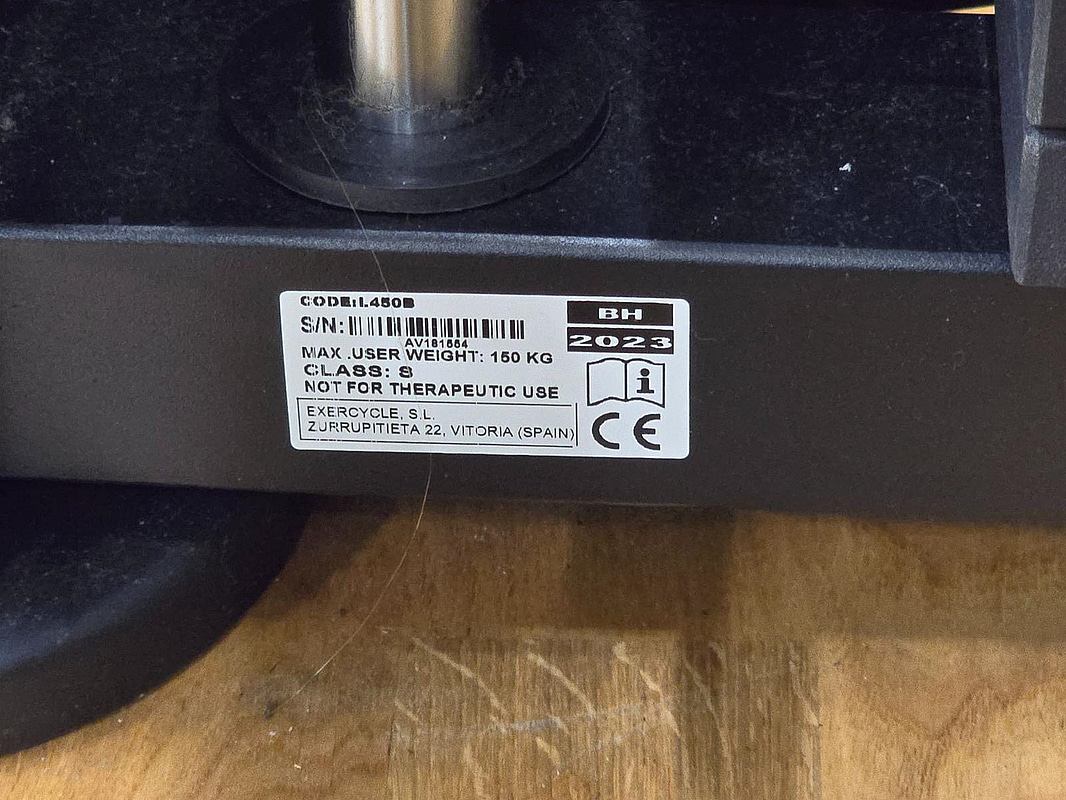 CODE:L450B
S/N:
AV181554
MAX .USER WEIGHT: 150 KG
CLASS: S
NOT FOR THERAPEUTIC USE
EXERCYCLE, S.L.
ZURRUPITIETA 22, VITORIA (SPAIN)
BH
2023
i
CE